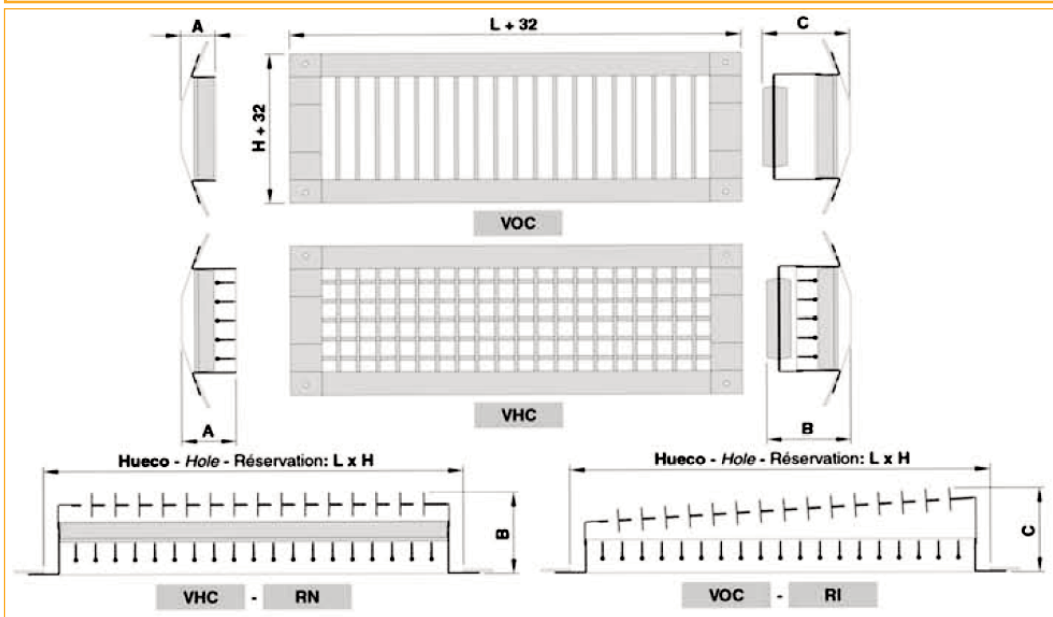 A
L + 32
C
H + 32
VOC
A
VHC
B
Hueco - Hole - Réservation: L x H
Hueco - Hole - Réservation: L x H
B
C
VHC - RN
VOC - RI